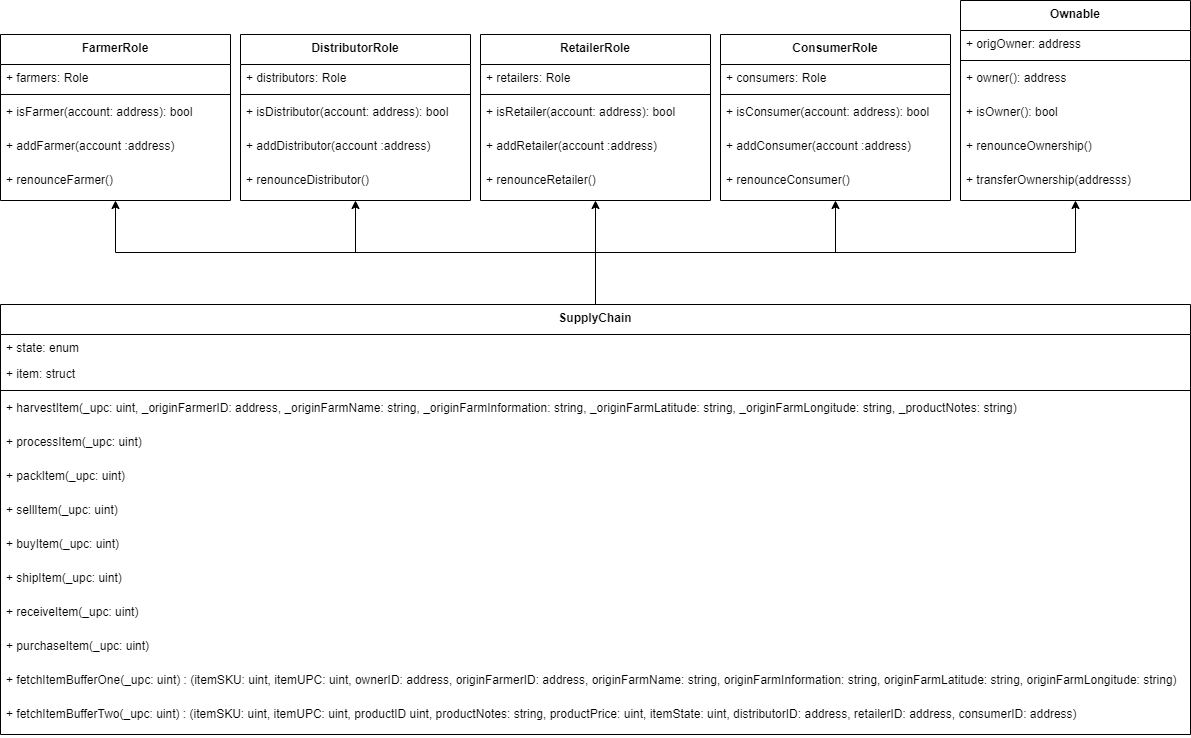 FarmerRole
+ farmers: Role
+ isFarmer(account: address): bool
+ addFarmer(account :address)
+ renounceFarmer()
DistributorRole
+ distributors: Role
+ isDistributor(account: address): bool
+ addDistributor(account :address)
+ renounceDistributor()
RetailerRole
+ retailers: Role
+ isRetailer(account: address): bool
+ addRetailer(account :address)
+ renounceRetailer()
ConsumerRole
+ consumers: Role
+ isConsumer(account: address): bool
+ addConsumer(account :address)
+ renounceConsumer()
Ownable
+ origOwner: address
+ owner(): address
+ isOwner(): bool
+ renounceOwnership()
+ transferOwnership(addresss)
SupplyChain
+ state: enum
+ item: struct
+ harvestItem(_upc: uint, _originFarmerID: address, _originFarmName: string, _originFarmInformation: string, _originFarmLatitude: string, _originFarmLongitude: string, _productNotes: string)
+ processItem(_upc: uint)
+ packItem(_upc: uint)
+ sellItem(_upc: uint)
+ buyItem(_upc: uint)
+ shipItem(_upc: uint)
+ receiveItem(_upc: uint)
+ purchaseItem(_upc: uint)
+ fetchItemBufferOne(_upc: uint) : (itemSKU: uint, itemUPC: uint, ownerID: address, originFarmerID: address, originFarmName: string, originFarmInformation: string, originFarmLatitude: string, originFarmLongitude: string)
+ fetchItemBufferTwo(_upc: uint) : (itemSKU: uint, itemUPC: uint, productID uint, productNotes: string, productPrice: uint, itemState: uint, distributorID: address, retailerID: address, consumerID: address)